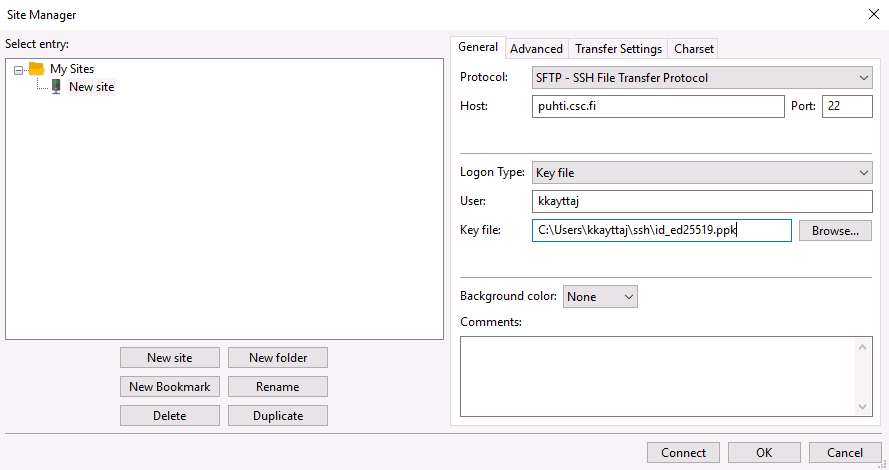 Site Manager
Select entry:
My Sites
New site
New site
New folder
New Bookmark
Rename
Delete
Duplicate
General
Advanced
Transfer Settings
Charset
Protocol:
SFTP - SSH File Transfer Protocol
Host:
puhti.csc.fi
Port:
22
Logon Type:
Key file
User:
kkayttaj
Key file:
C:\Users\kkayttaj\ssh\id_ed25519.ppk
Browse...
Background color:
None
Comments:
Connect
OK
Cancel